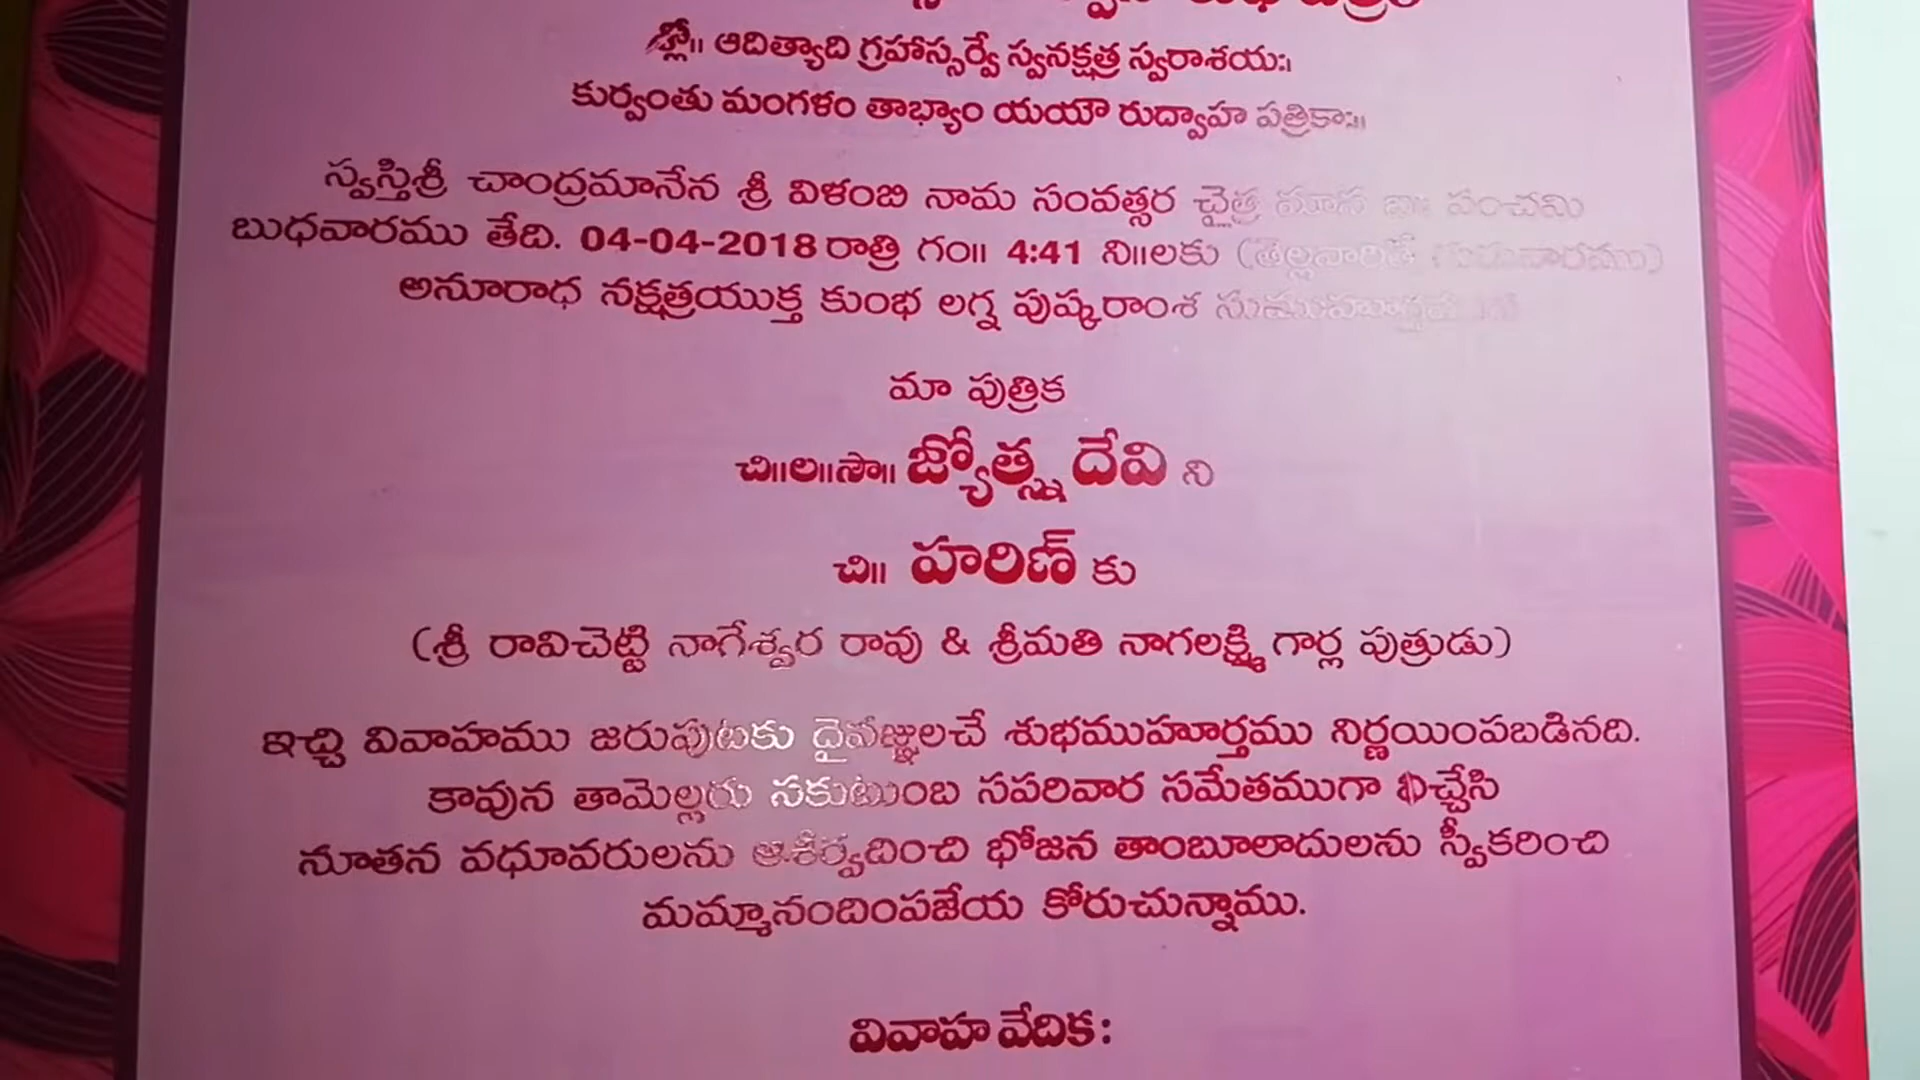 శ్లో॥ ఆదిత్యాది గ్రహాస్సర్వే స్వనక్షత్ర స్వరాశయః।
కుర్వంతు మంగళం తాభ్యాం యయౌ రుద్వాహ పత్రికాః॥
స్వస్తిశ్రీ చాంద్రమానేన శ్రీ విళంబి నామ సంవత్సర చైత్ర మాస బ॥ పంచమి
బుధవారము తేది. 04-04-2018 రాత్రి గం॥ 4:41 ని॥లకు (తెల్లవారితే గురువారము)
అనూరాధ నక్షత్రయుక్త కుంభ లగ్న పుష్కరాంశ
మా పుత్రిక
చి॥ల॥సౌ॥ జ్యోత్స్న దేవి ని
చి॥ హరిణ్ కు
(శ్రీ రావిచెట్టి నాగేశ్వర రావు & శ్రీమతి నాగలక్ష్మి గార్ల పుత్రుడు)
ఇచ్చి వివాహము జరుపుటకు దైవజ్ఞులచే శుభముహూర్తము నిర్ణయింపబడినది.
కావున తామెల్లరు సకుటుంబ సపరివార సమేతముగా విచ్చేసి
నూతన వధూవరులను ఆశీర్వదించి భోజన తాంబూలాదులను స్వీకరించి
మమ్మానందింపజేయ కోరుచున్నాము.
వివాహ వేదిక :